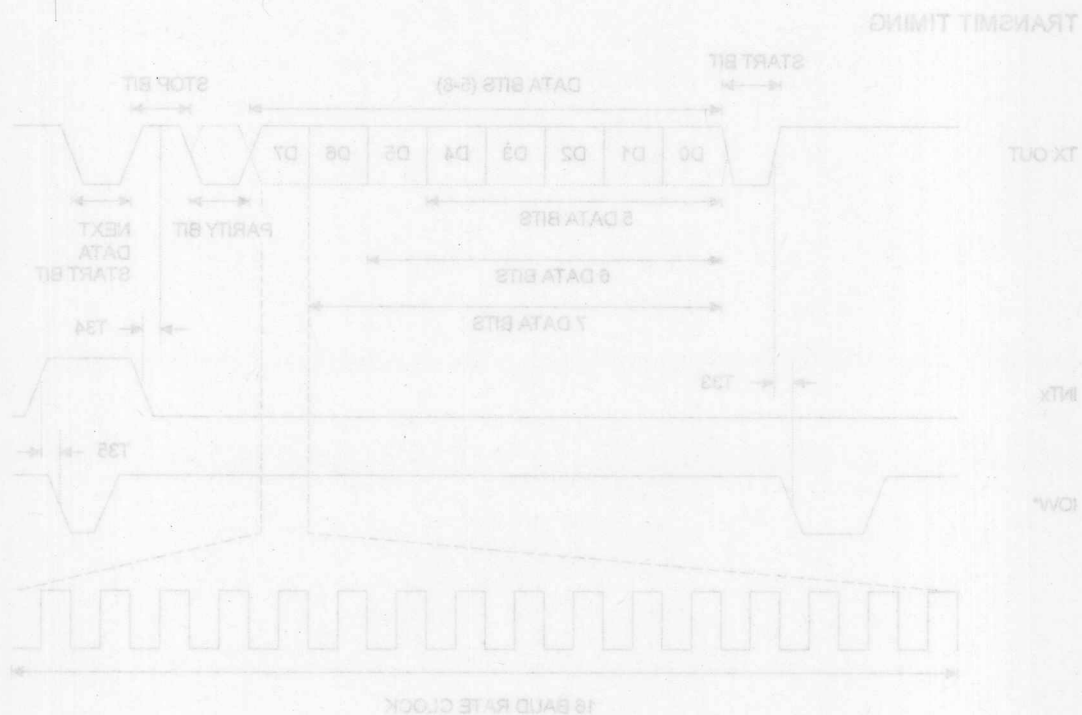 TRANSMIT TIMING
START BIT
DATA BITS (5-8)
STOP BIT
TX OUT
D0
D1
D2
D3
D4
D5
D6
D7
5 DATA BITS
6 DATA BITS
7 DATA BITS
PARITY BIT
NEXT
DATA
START BIT
T34
T33
INTx
T35
IOW*
16 BAUD RATE CLOCK